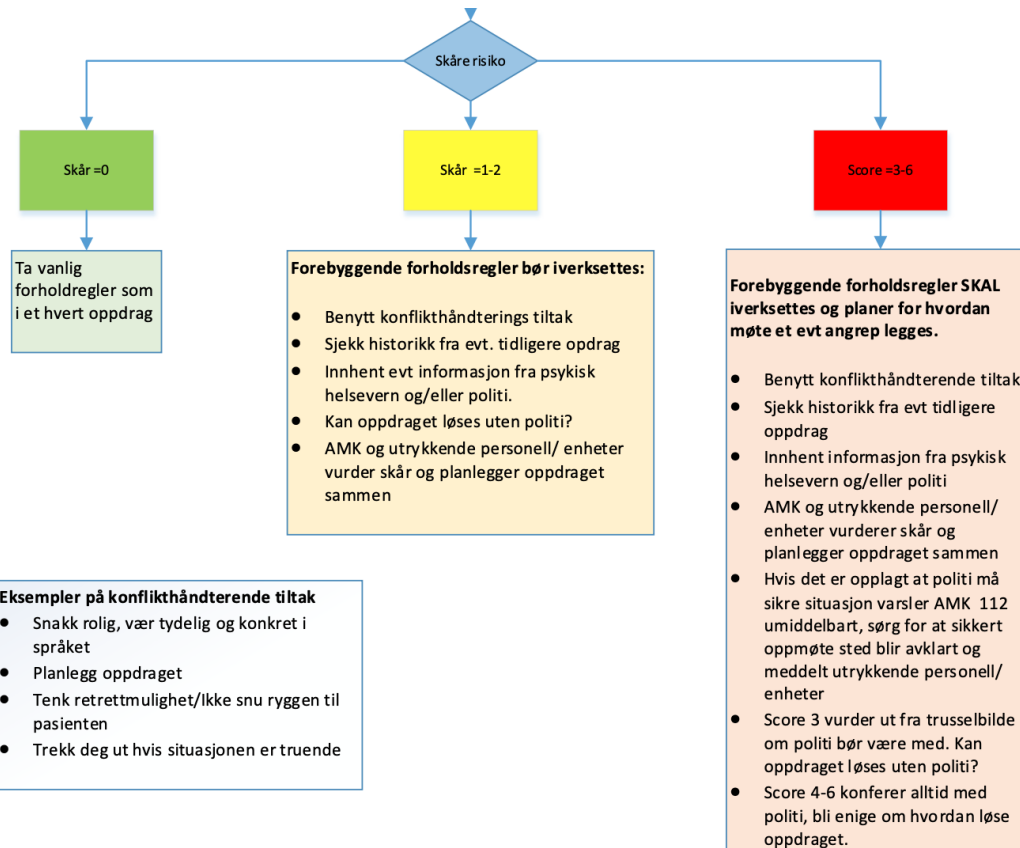 Skåre risiko
Skår =0
Skår =1-2
Score =3-6
Ta vanlig
forholdregler som
i et hvert oppdrag
Forebyggende forholdsregler bør iverksettes:
● Benytt konflikthåndterings tiltak
● Sjekk historikk fra evt. tidligere opdrag
● Innhent evt informasjon fra psykisk
helsevern og/eller politi.
● Kan oppdraget løses uten politi?
● AMK og utrykkende personell/ enheter
vurder skår og planlegger oppdraget
sammen
Forebyggende forholdsregler SKAL
iverksettes og planer for hvordan
møte et evt angrep legges.
● Benytt konflikthåndterende tiltak
● Sjekk historikk fra evt tidligere
oppdrag
● Innhent informasjon fra psykisk
helsevern og/eller politi
● AMK og utrykkende personell/
enheter vurderer skår og
planlegger oppdraget sammen
● Hvis det er opplagt at politi må
sikre situasjon varsler AMK 112
umiddelbart, sørg for at sikkert
oppmøte sted blir avklart og
meddelt utrykkende personell/
enheter
● Score 3 vurder ut fra trusselbilde
om politi bør være med. Kan
oppdraget løses uten politi?
● Score 4-6 konferer alltid med
politi, bli enige om hvordan løse
oppdraget.
Eksempler på konflikthåndterende tiltak
● Snakk rolig, vær tydelig og konkret i
språket
● Planlegg oppdraget
● Tenk retrettmulighet/Ikke snu ryggen til
pasienten
● Trekk deg ut hvis situasjonen er truende